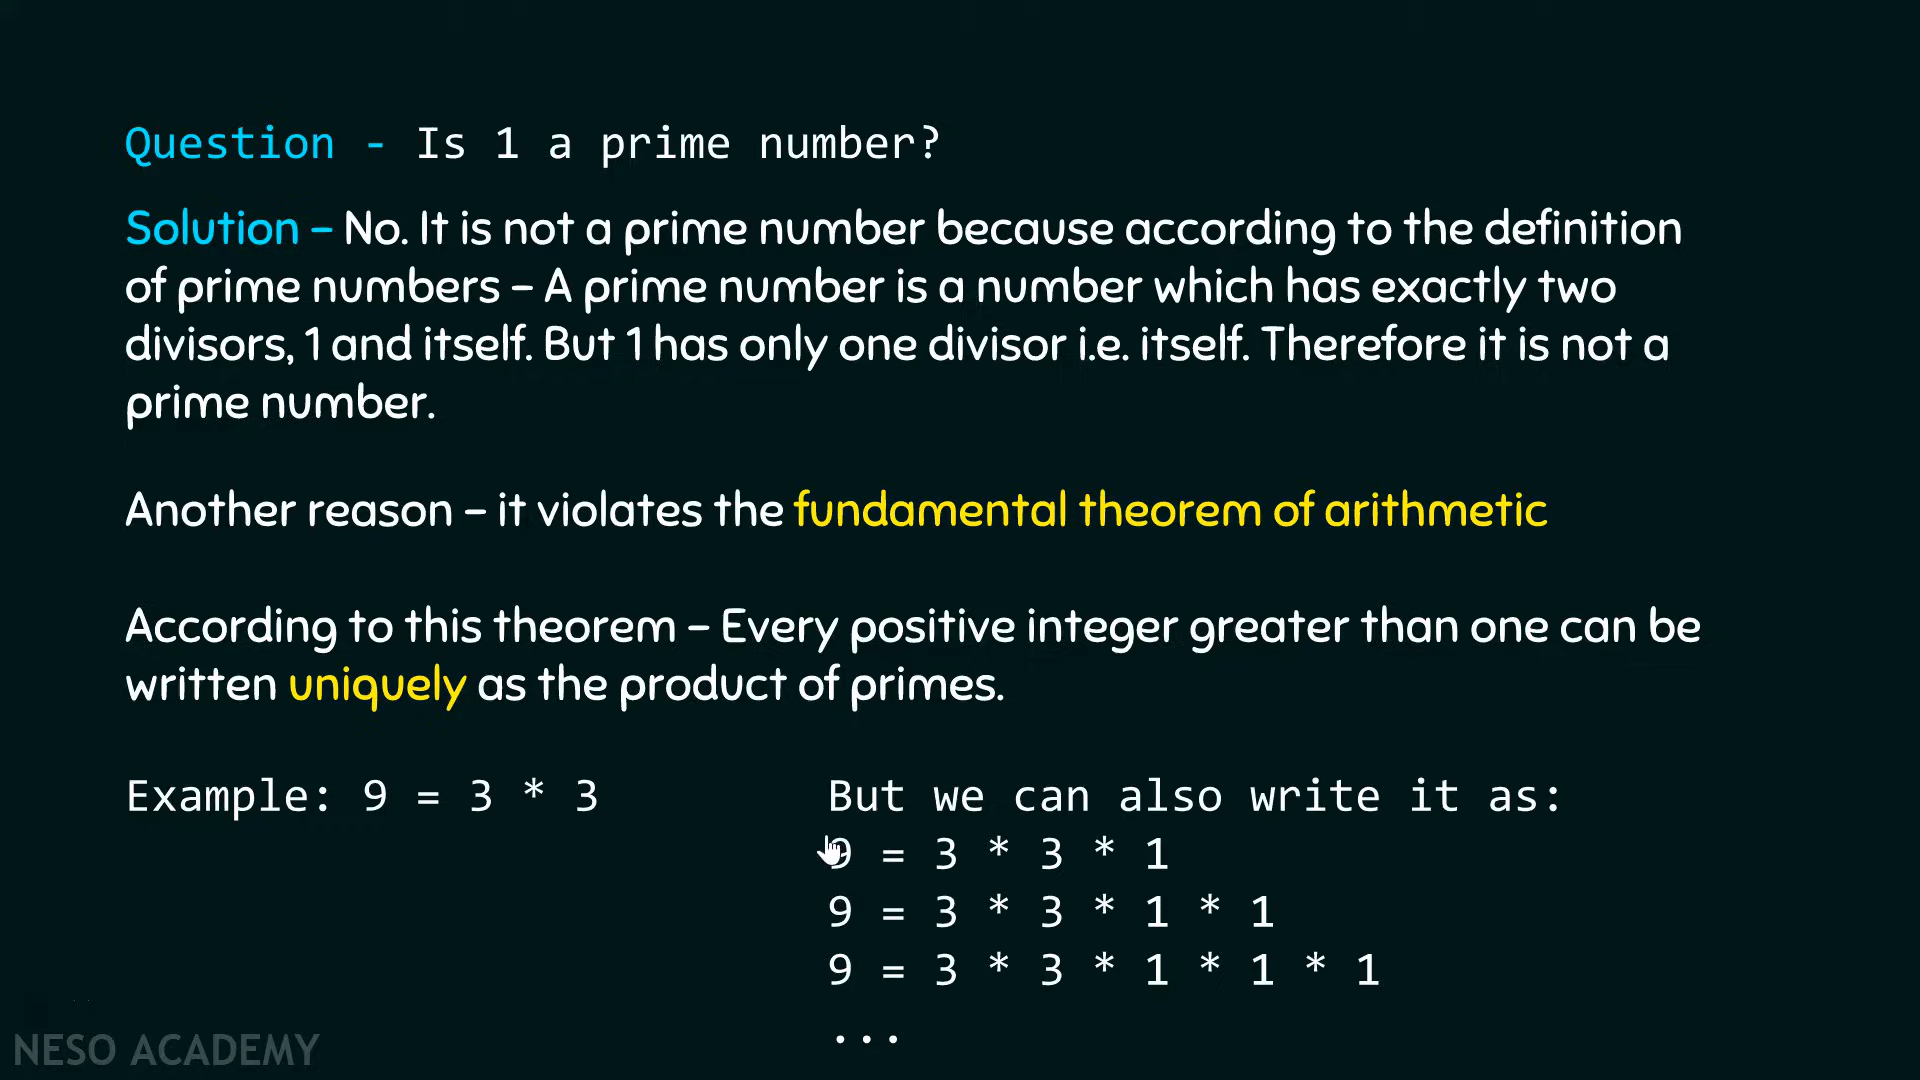 Question - Is 1 a prime number?
Solution – No. It is not a prime number because according to the definition
of prime numbers – A prime number is a number which has exactly two
divisors, 1 and itself. But 1 has only one divisor i.e. itself. Therefore it is not a
prime number.
Another reason – it violates the fundamental theorem of arithmetic
According to this theorem – Every positive integer greater than one can be
written uniquely as the product of primes.
Example: 9 = 3 * 3
But we can also write it as:
9 = 3 * 3 * 1
9 = 3 * 3 * 1 * 1
9 = 3 * 3 * 1 * 1 * 1
...
NESO ACADEMY